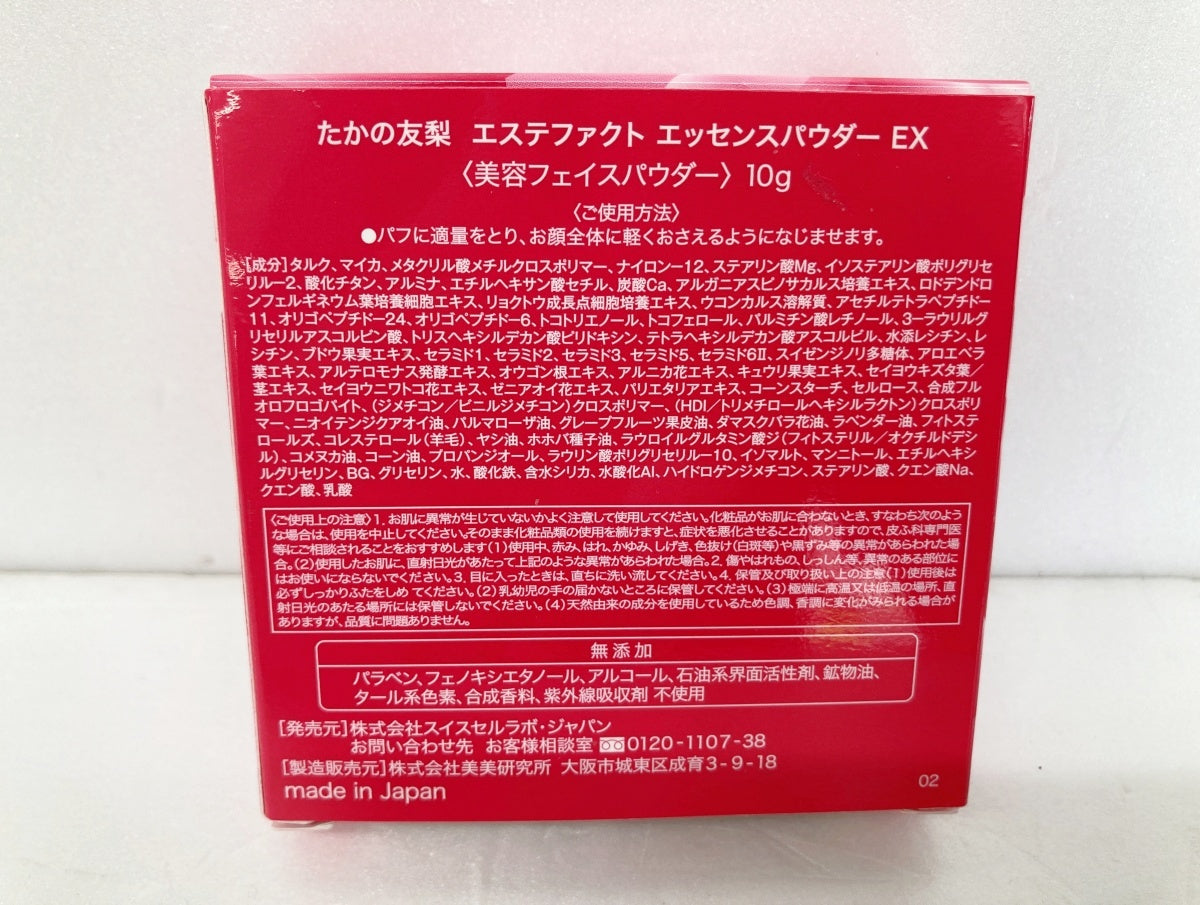 たかの友梨 エステファクト エッセンスパウダー EX
〈美容フェイスパウダー〉10g
〈ご使用方法〉
●パフに適量をとり、お顔全体に軽くおさえるようになじませます。
[成分]タルク、マイカ、メタクリル酸メチルクロスポリマー、ナイロン－12、ステアリン酸Mg、イソステアリン酸ポリグリセ
リル－2、酸化チタン、アルミナ、エチルヘキサン酸セチル、炭酸Ca、アルガニアスピノサカルス培養エキス、ロドデンドロ
ンフェルギネウム葉培養細胞エキス、リョクトウ成長点細胞培養エキス、ウコンカルス溶解質、アセチルテトラペプチド－
11、オリゴペプチド－24、オリゴペプチド－6、トコトリエノール、トコフェロール、パルミチン酸レチノール、3－ラウリルグ
リセリルアスコルビン酸、トリスヘキシルデカン酸ピリドキシン、テトラヘキシルデカン酸アスコルビル、水添レシチン、レ
シチン、ブドウ果実エキス、セラミド1、セラミド2、セラミド3、セラミド5、セラミド6Ⅱ、スイゼンジノリ多糖体、アロエベラ
葉エキス、アルテロモナス発酵エキス、オウゴン根エキス、アルニカ花エキス、キュウリ果実エキス、セイヨウキズタ葉／
茎エキス、セイヨウニワトコ花エキス、ゼニアオイ花エキス、パリエタリアエキス、コーンスターチ、セルロース、合成フル
オロフロゴパイト、（ジメチコン／ビニルジメチコン）クロスポリマー、（HDI／トリメチロールヘキシルラクトン）クロスポリ
マー、ニオイテンジクアオイ油、パルマローザ油、グレープフルーツ果皮油、ダマスクバラ花油、ラベンダー油、フィトステ
ロールズ、コレステロール（羊毛）、ヤシ油、ホホバ種子油、ラウロイルグルタミン酸ジ（フィトステリル／オクチルドデシ
ル）、コメヌカ油、コーン油、プロパンジオール、ラウリン酸ポリグリセリル－10、イソマルト、マンニトール、エチルヘキシ
ルグリセリン、BG、グリセリン、水、酸化鉄、含水シリカ、水酸化Al、ハイドロゲンジメチコン、ステアリン酸、クエン酸Na、
クエン酸、乳酸
〈ご使用上の注意〉1．お肌に異常が生じていないかよく注意して使用してください。化粧品がお肌に合わないとき、すなわち次のよう
な場合は、使用を中止してください。そのまま化粧品類の使用を続けますと、症状を悪化させることがありますので、皮ふ科専門医
等にご相談されることをおすすめします（1）使用中、赤み、はれ、かゆみ、しげき、色抜け（白斑等）や黒ずみ等の異常があらわれた場
合。（2）使用したお肌に、直射日光があたって上記のような異常があらわれた場合。2．傷やはれもの、しっしん等、異常のある部位に
はお使いにならないでください。3．目に入ったときは、直ちに洗い流してください。4．保管及び取り扱い上の注意（1）使用後は
必ずしっかりふたをしめ てください。（2）乳幼児の手の届かないところに保管してください。（3）極端に高温又は低温の場所、直
射日光のあたる場所には保管しないでください。（4）天然由来の成分を使用しているため色調、香調に変化がみられる場合が
ありますが、品質に問題ありません。
無添加
パラベン、フェノキシエタノール、アルコール、石油系界面活性剤、鉱物油、
タール系色素、合成香料、紫外線吸収剤 不使用
[発売元]株式会社スイスセルラボ・ジャパン
お問い合わせ先 お客様相談室 0120-1107-38
[製造販売元]株式会社美美研究所 大阪市城東区成育3-9-18
made in Japan
02